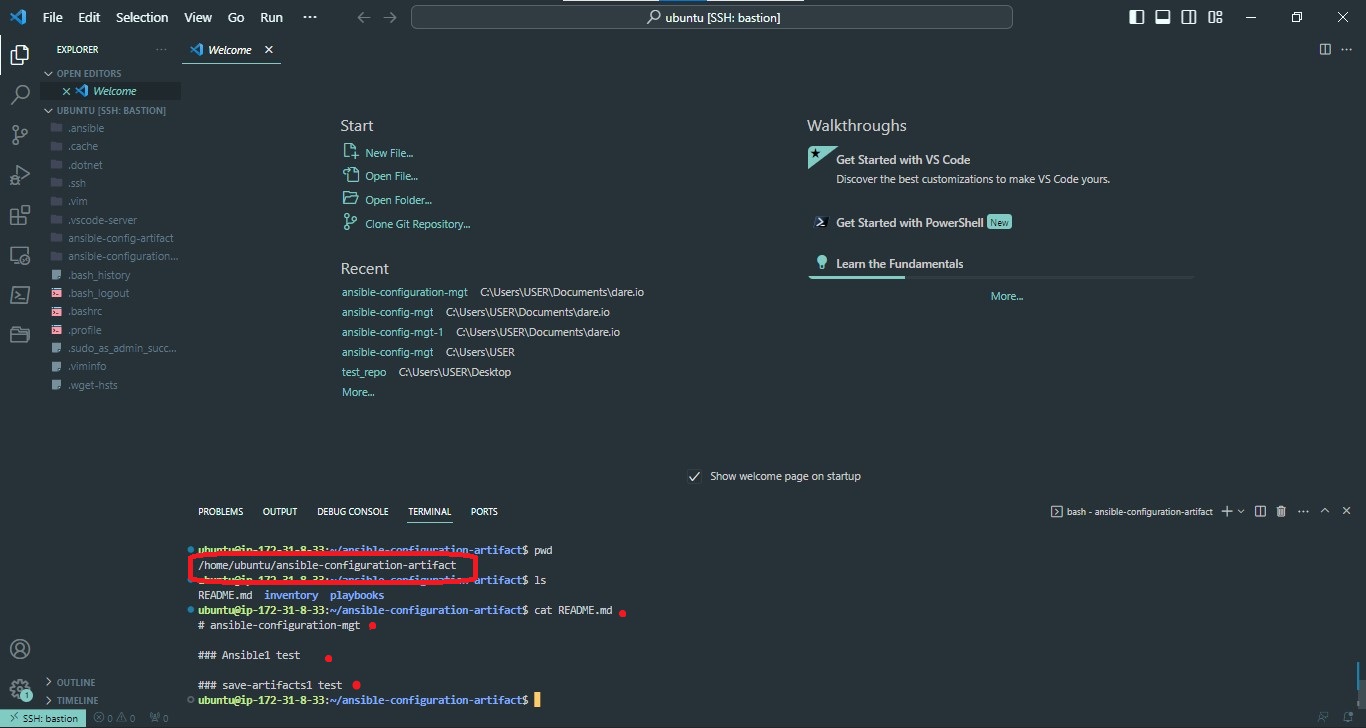 File Edit Selection View Go Run ···
ubuntu [SSH: bastion]
EXPLORER ···
Welcome
OPEN EDITORS
Welcome
UBUNTU [SSH: BASTION]
.ansible
.cache
.dotnet
.ssh
.vim
.vscode-server
ansible-config-artifact
ansible-configuration...
.bash_history
.bash_logout
.bashrc
.profile
.sudo_as_admin_succ...
.viminfo
.wget-hsts
OUTLINE
TIMELINE
Start
New File...
Open File...
Open Folder...
Clone Git Repository...
Recent
ansible-configuration-mgt C:\Users\USER\Documents\dare.io
ansible-config-mgt C:\Users\USER\Documents\dare.io
ansible-config-mgt-1 C:\Users\USER\Documents\dare.io
ansible-config-mgt C:\Users\USER
test_repo C:\Users\USER\Desktop
More...
Walkthroughs
Get Started with VS Code
Discover the best customizations to make VS Code yours.
Get Started with PowerShell New
Learn the Fundamentals
More...
Show welcome page on startup
PROBLEMS OUTPUT DEBUG CONSOLE TERMINAL PORTS
bash - ansible-configuration-artifact
ubuntu@ip-172-31-8-33:~/ansible-configuration-artifact$ pwd
/home/ubuntu/ansible-configuration-artifact
ubuntu@ip-172-31-8-33:~/ansible-configuration-artifact$ ls
README.md inventory playbooks
ubuntu@ip-172-31-8-33:~/ansible-configuration-artifact$ cat README.md
# ansible-configuration-mgt
### Ansible1 test
### save-artifacts1 test
ubuntu@ip-172-31-8-33:~/ansible-configuration-artifact$
1
SSH: bastion 0 0 0